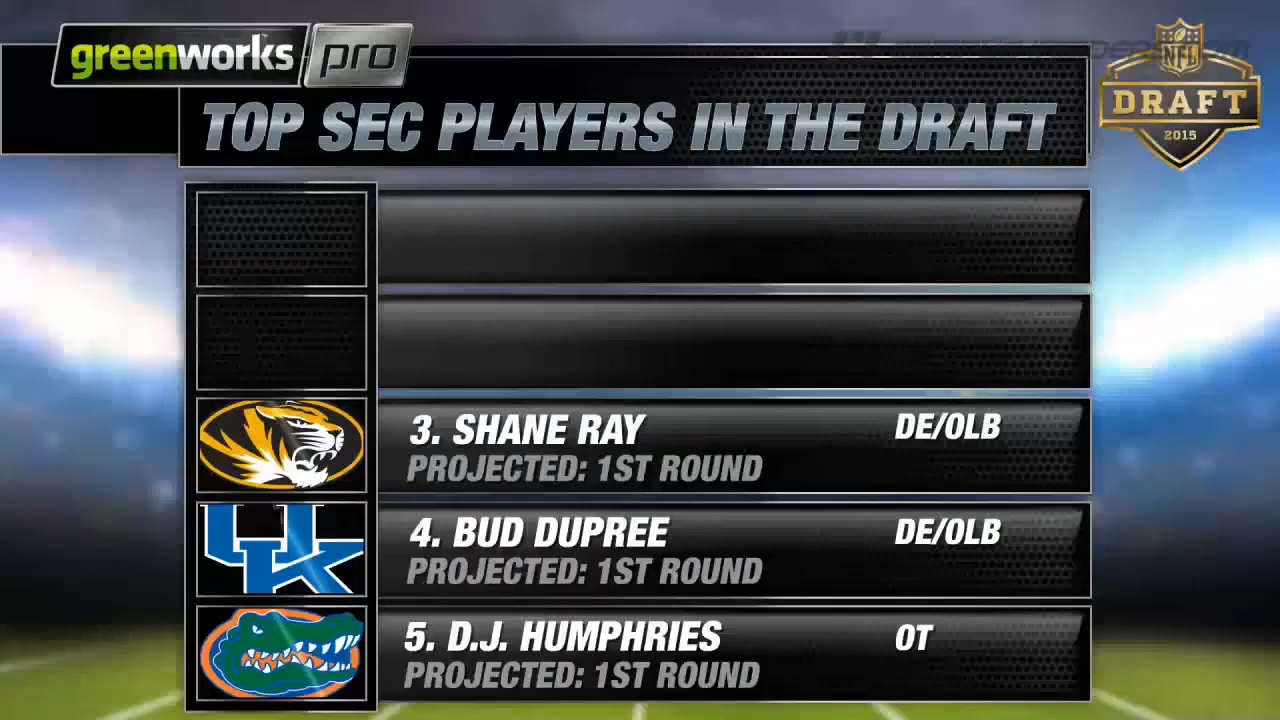 greenworks pro
NFL
DRAFT
2015
TOP SEC PLAYERS IN THE DRAFT
3. SHANE RAY DE/OLB
PROJECTED: 1ST ROUND
UK
4. BUD DUPREE DE/OLB
PROJECTED: 1ST ROUND
5. D.J. HUMPHRIES OT
PROJECTED: 1ST ROUND